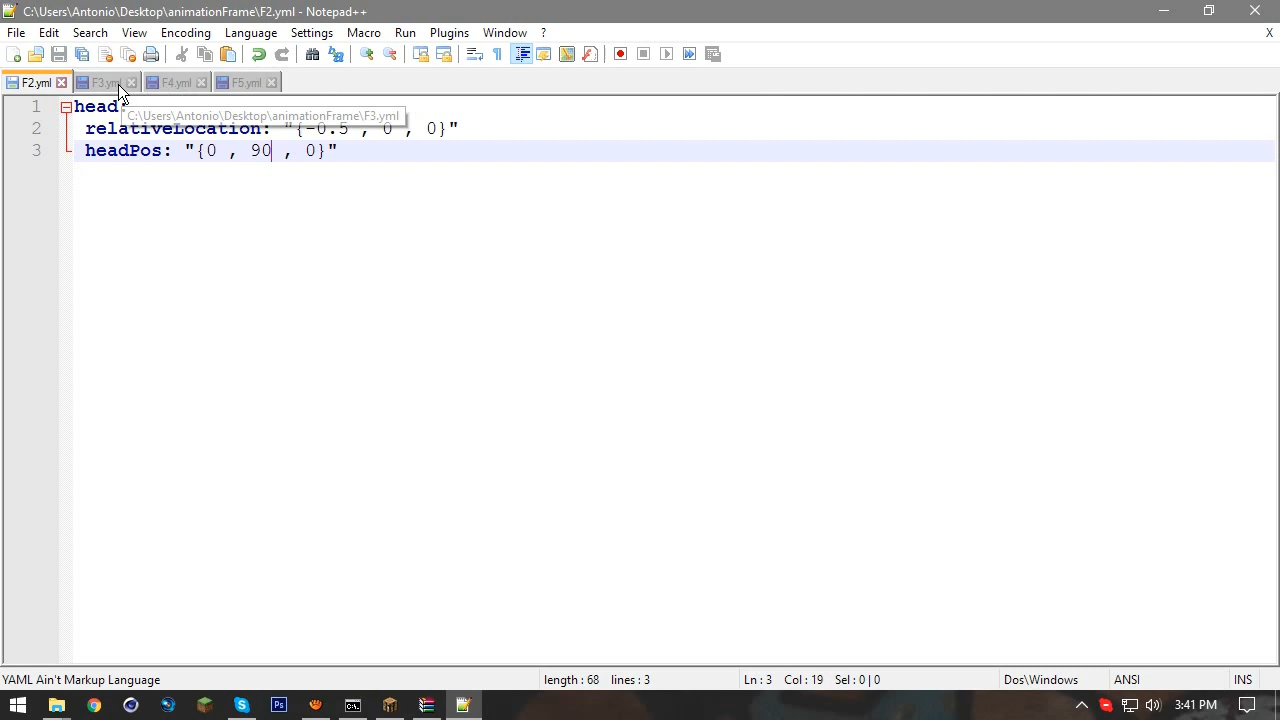 C:\Users\Antonio\Desktop\animationFrame\F2.yml - Notepad++
File Edit Search View Encoding Language Settings Macro Run Plugins Window ? X
F2.yml F3.yml F4.yml F5.yml
1 head:
C:\Users\Antonio\Desktop\animationFrame\F3.yml
2 relativeLocation: "{-0.5 , 0 , 0}"
3 headPos: "{0 , 90 , 0}"
YAML Ain't Markup Language length : 68 lines : 3 Ln : 3 Col : 19 Sel : 0 | 0 Dos\Windows ANSI INS
3:41 PM